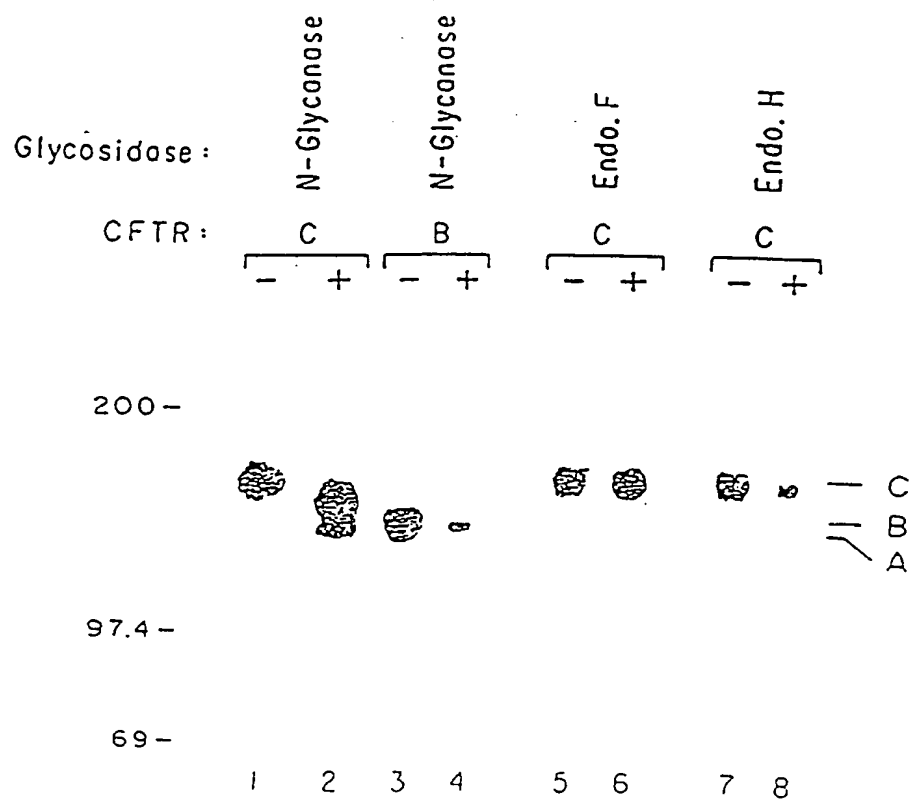 Glycosidase: N-Glycanase N-Glycanase Endo. F Endo. H
CFTR: C B C C
- + - + - + - +
200-
C
B
A
97.4-
69-
1 2 3 4 5 6 7 8